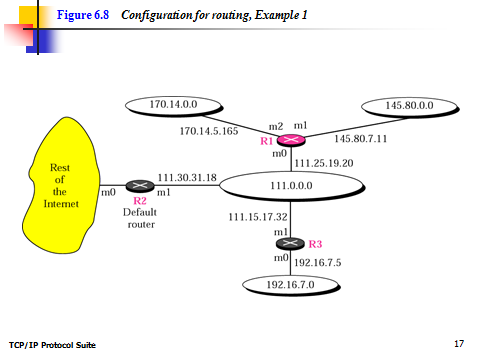 Figure 6.8 Configuration for routing, Example 1
170.14.0.0
145.80.0.0
m2 m1
170.14.5.165
R1
145.80.7.11
m0
111.25.19.20
Rest
of
the
Internet
111.30.31.18
111.0.0.0
m0
m1
R2
Default
router
111.15.17.32
m1
R3
m0
192.16.7.5
192.16.7.0
TCP/IP Protocol Suite
17